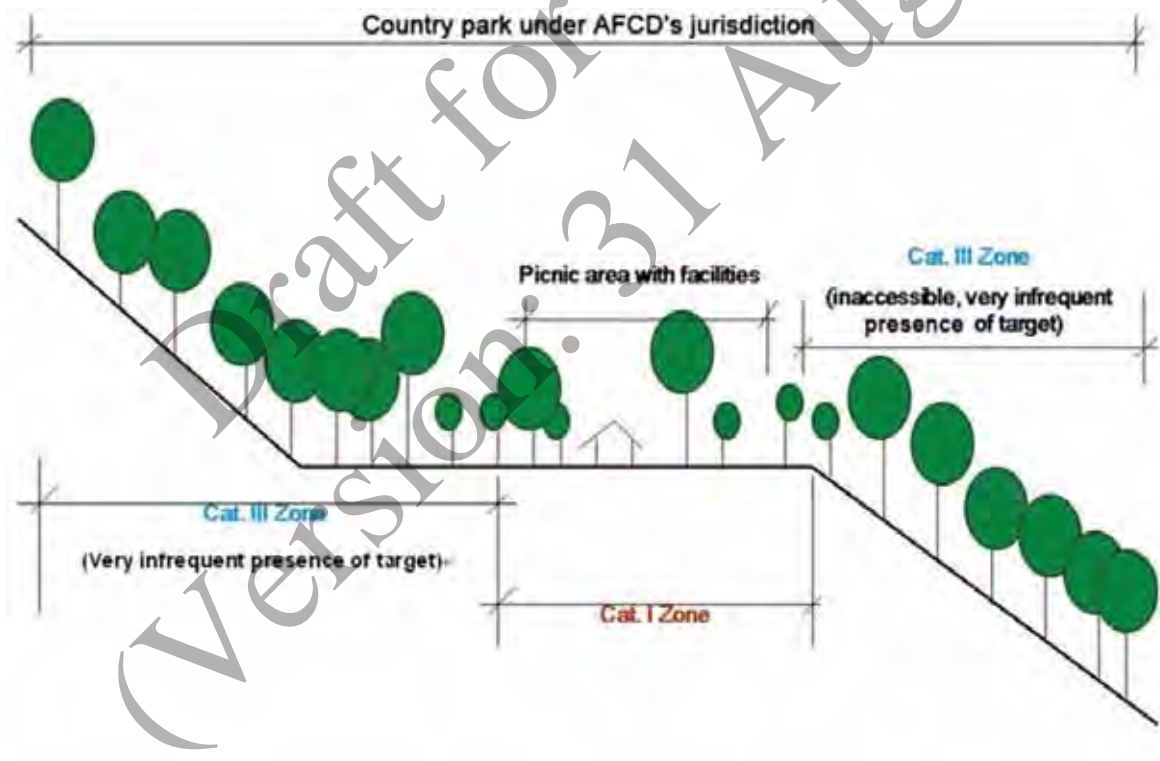 Country park under AFCD's jurisdiction
Draft for
(Version: 31 Aug
Cat. III Zone
Picnic area with facilities
(inaccessible, very infrequent
presence of target)
Cat. III Zone
(Very infrequent presence of target)
Cat. I Zone